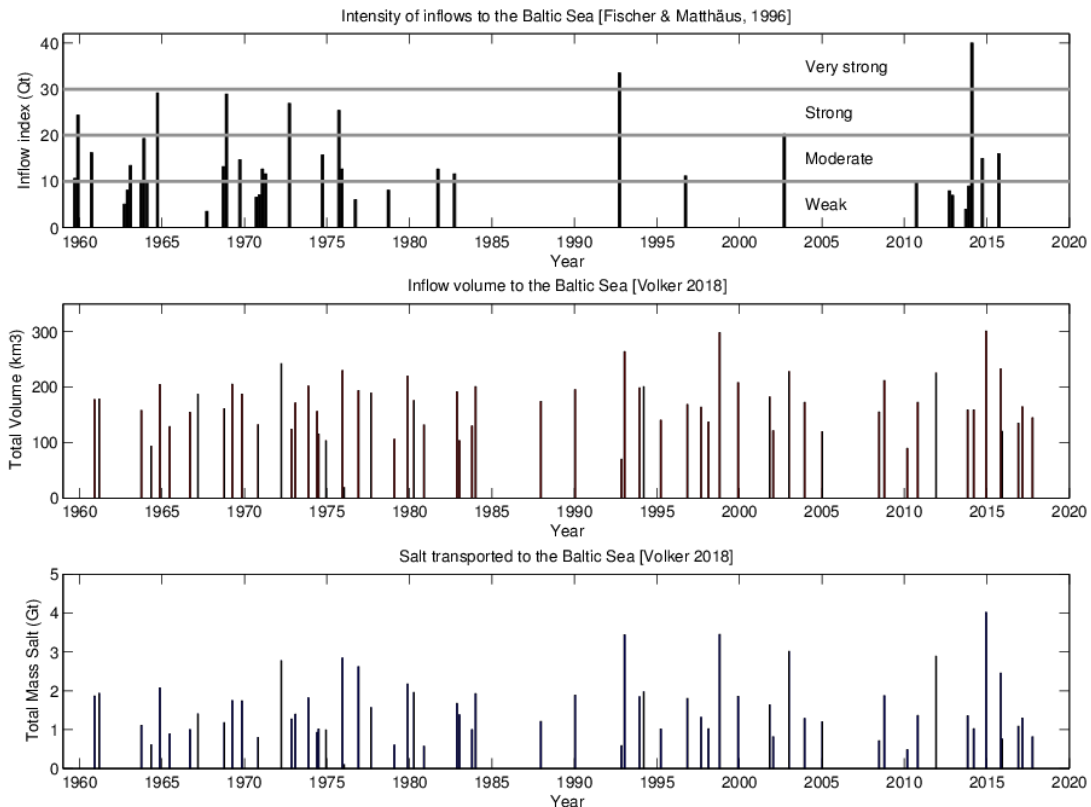 Intensity of inflows to the Baltic Sea [Fischer & Matthäus, 1996]
Inflow index (Qt)
40
30
20
10
0
Very strong
Strong
Moderate
Weak
1960 1965 1970 1975 1980 1985 1990 1995 2000 2005 2010 2015 2020
Year
Inflow volume to the Baltic Sea [Volker 2018]
Total Volume (km3)
300
200
100
0
1960 1965 1970 1975 1980 1985 1990 1995 2000 2005 2010 2015 2020
Year
Salt transported to the Baltic Sea [Volker 2018]
Total Mass Salt (Gt)
5
4
3
2
1
0
1960 1965 1970 1975 1980 1985 1990 1995 2000 2005 2010 2015 2020
Year